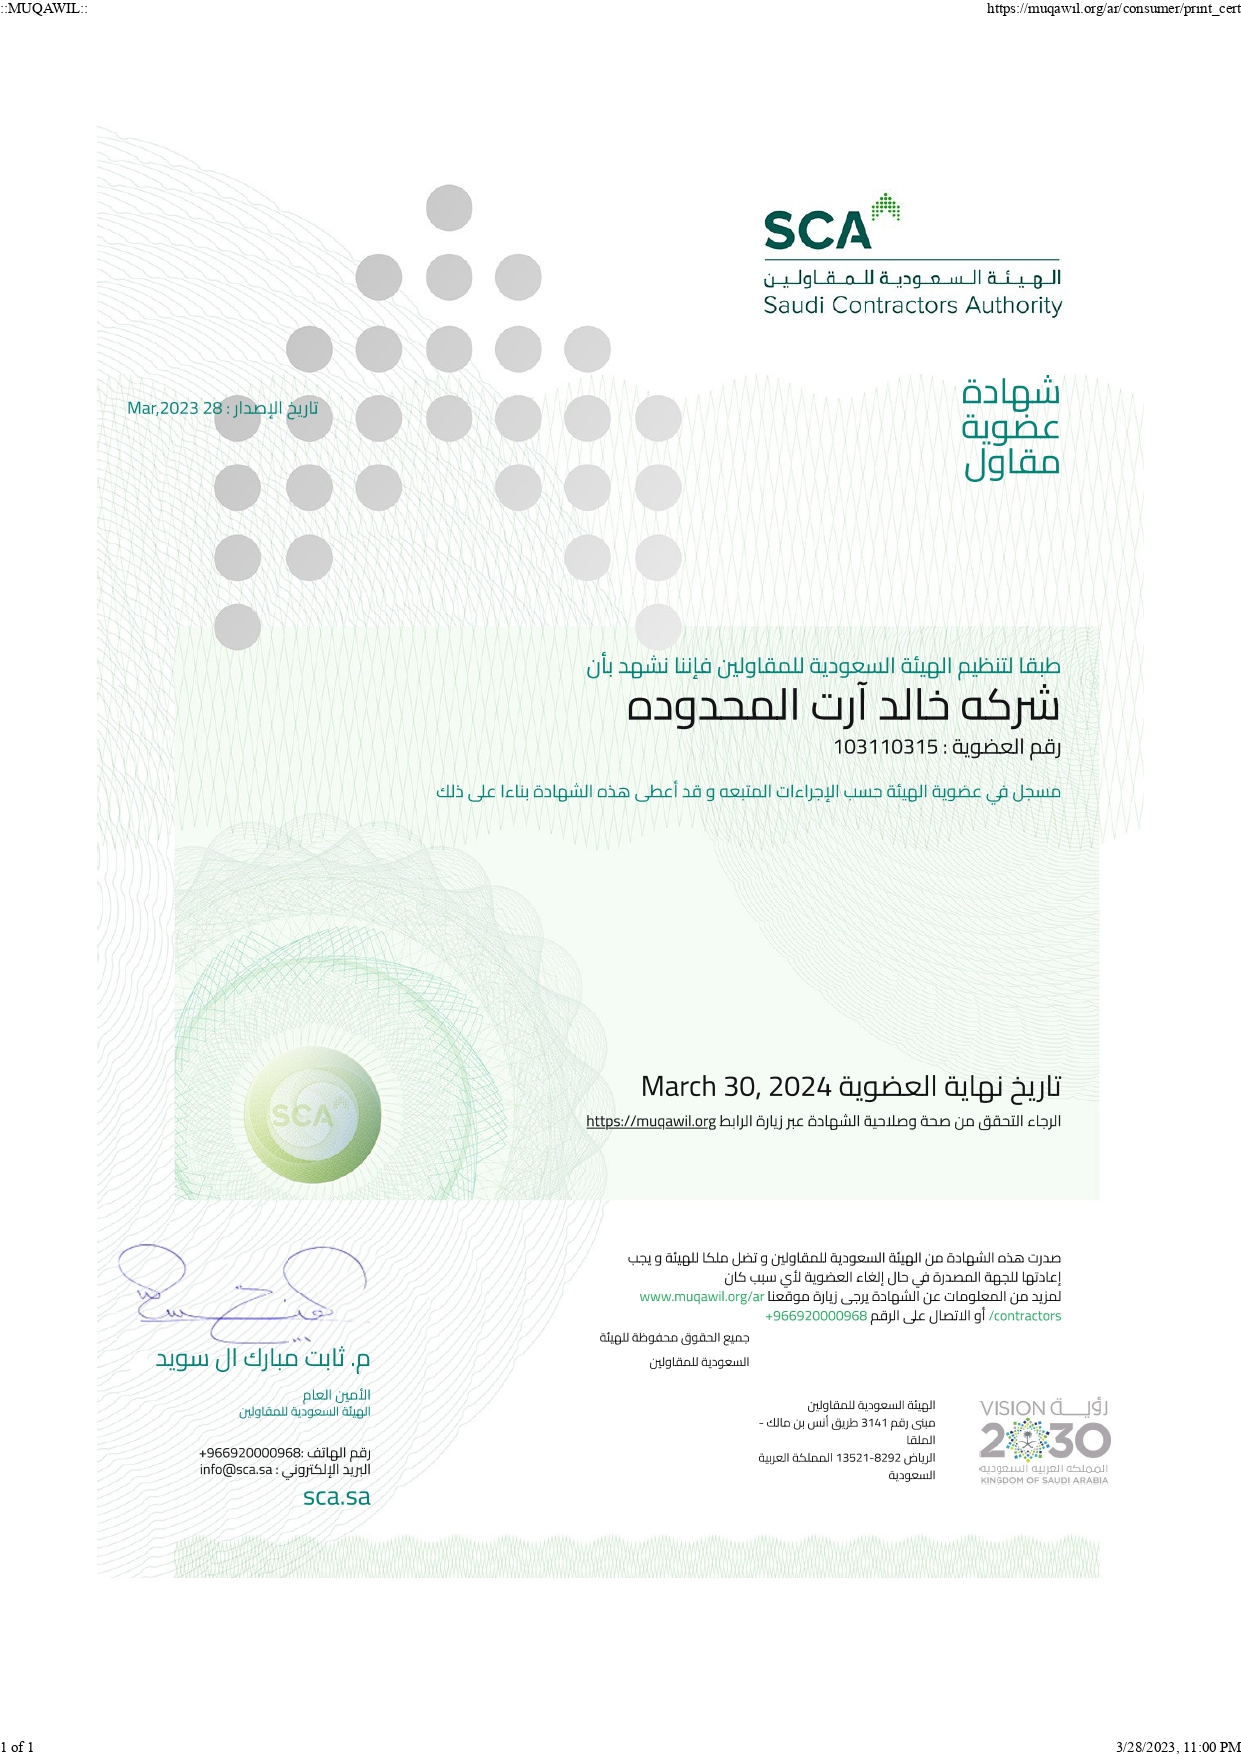 ::MUQAWIL::
https://muqawil.org/ar/consumer/print_cert
SCA
الهيئة السعودية للمقاولين
Saudi Contractors Authority
شهادة
عضوية
مقاول
تاريخ الإصدار : 28 Mar,2023
طبقا لتنظيم الهيئة السعودية للمقاولين فإننا نشهد بأن
شركه خالد آرت المحدوده
رقم العضوية : 103110315
مسجل في عضوية الهيئة حسب الإجراءات المتبعه و قد أعطى هذه الشهادة بناءا على ذلك
تاريخ نهاية العضوية March 30, 2024
الرجاء التحقق من صحة وصلاحية الشهادة عبر زيارة الرابط https://muqawil.org
SCA
صدرت هذه الشهادة من الهيئة السعودية للمقاولين و تضل ملكا للهيئة و يجب
إعادتها للجهة المصدرة في حال إلغاء العضوية لأي سبب كان
لمزيد من المعلومات عن الشهادة يرجى زيارة موقعنا www.muqawil.org/ar
/contractors أو الاتصال على الرقم 966920000968+
جميع الحقوق محفوظة للهيئة
السعودية للمقاولين
م. ثابت مبارك ال سويد
الأمين العام
الهيئة السعودية للمقاولين
رقم الهاتف :966920000968+
البريد الإلكتروني : info@sca.sa
sca.sa
الهيئة السعودية للمقاولين
مبنى رقم 3141 طريق أنس بن مالك -
الملقا
الرياض 8292-13521 المملكة العربية
السعودية
VISION رؤيــة
2030
المملكة العربية السعودية
KINGDOM OF SAUDI ARABIA
1 of 1
3/28/2023, 11:00 PM